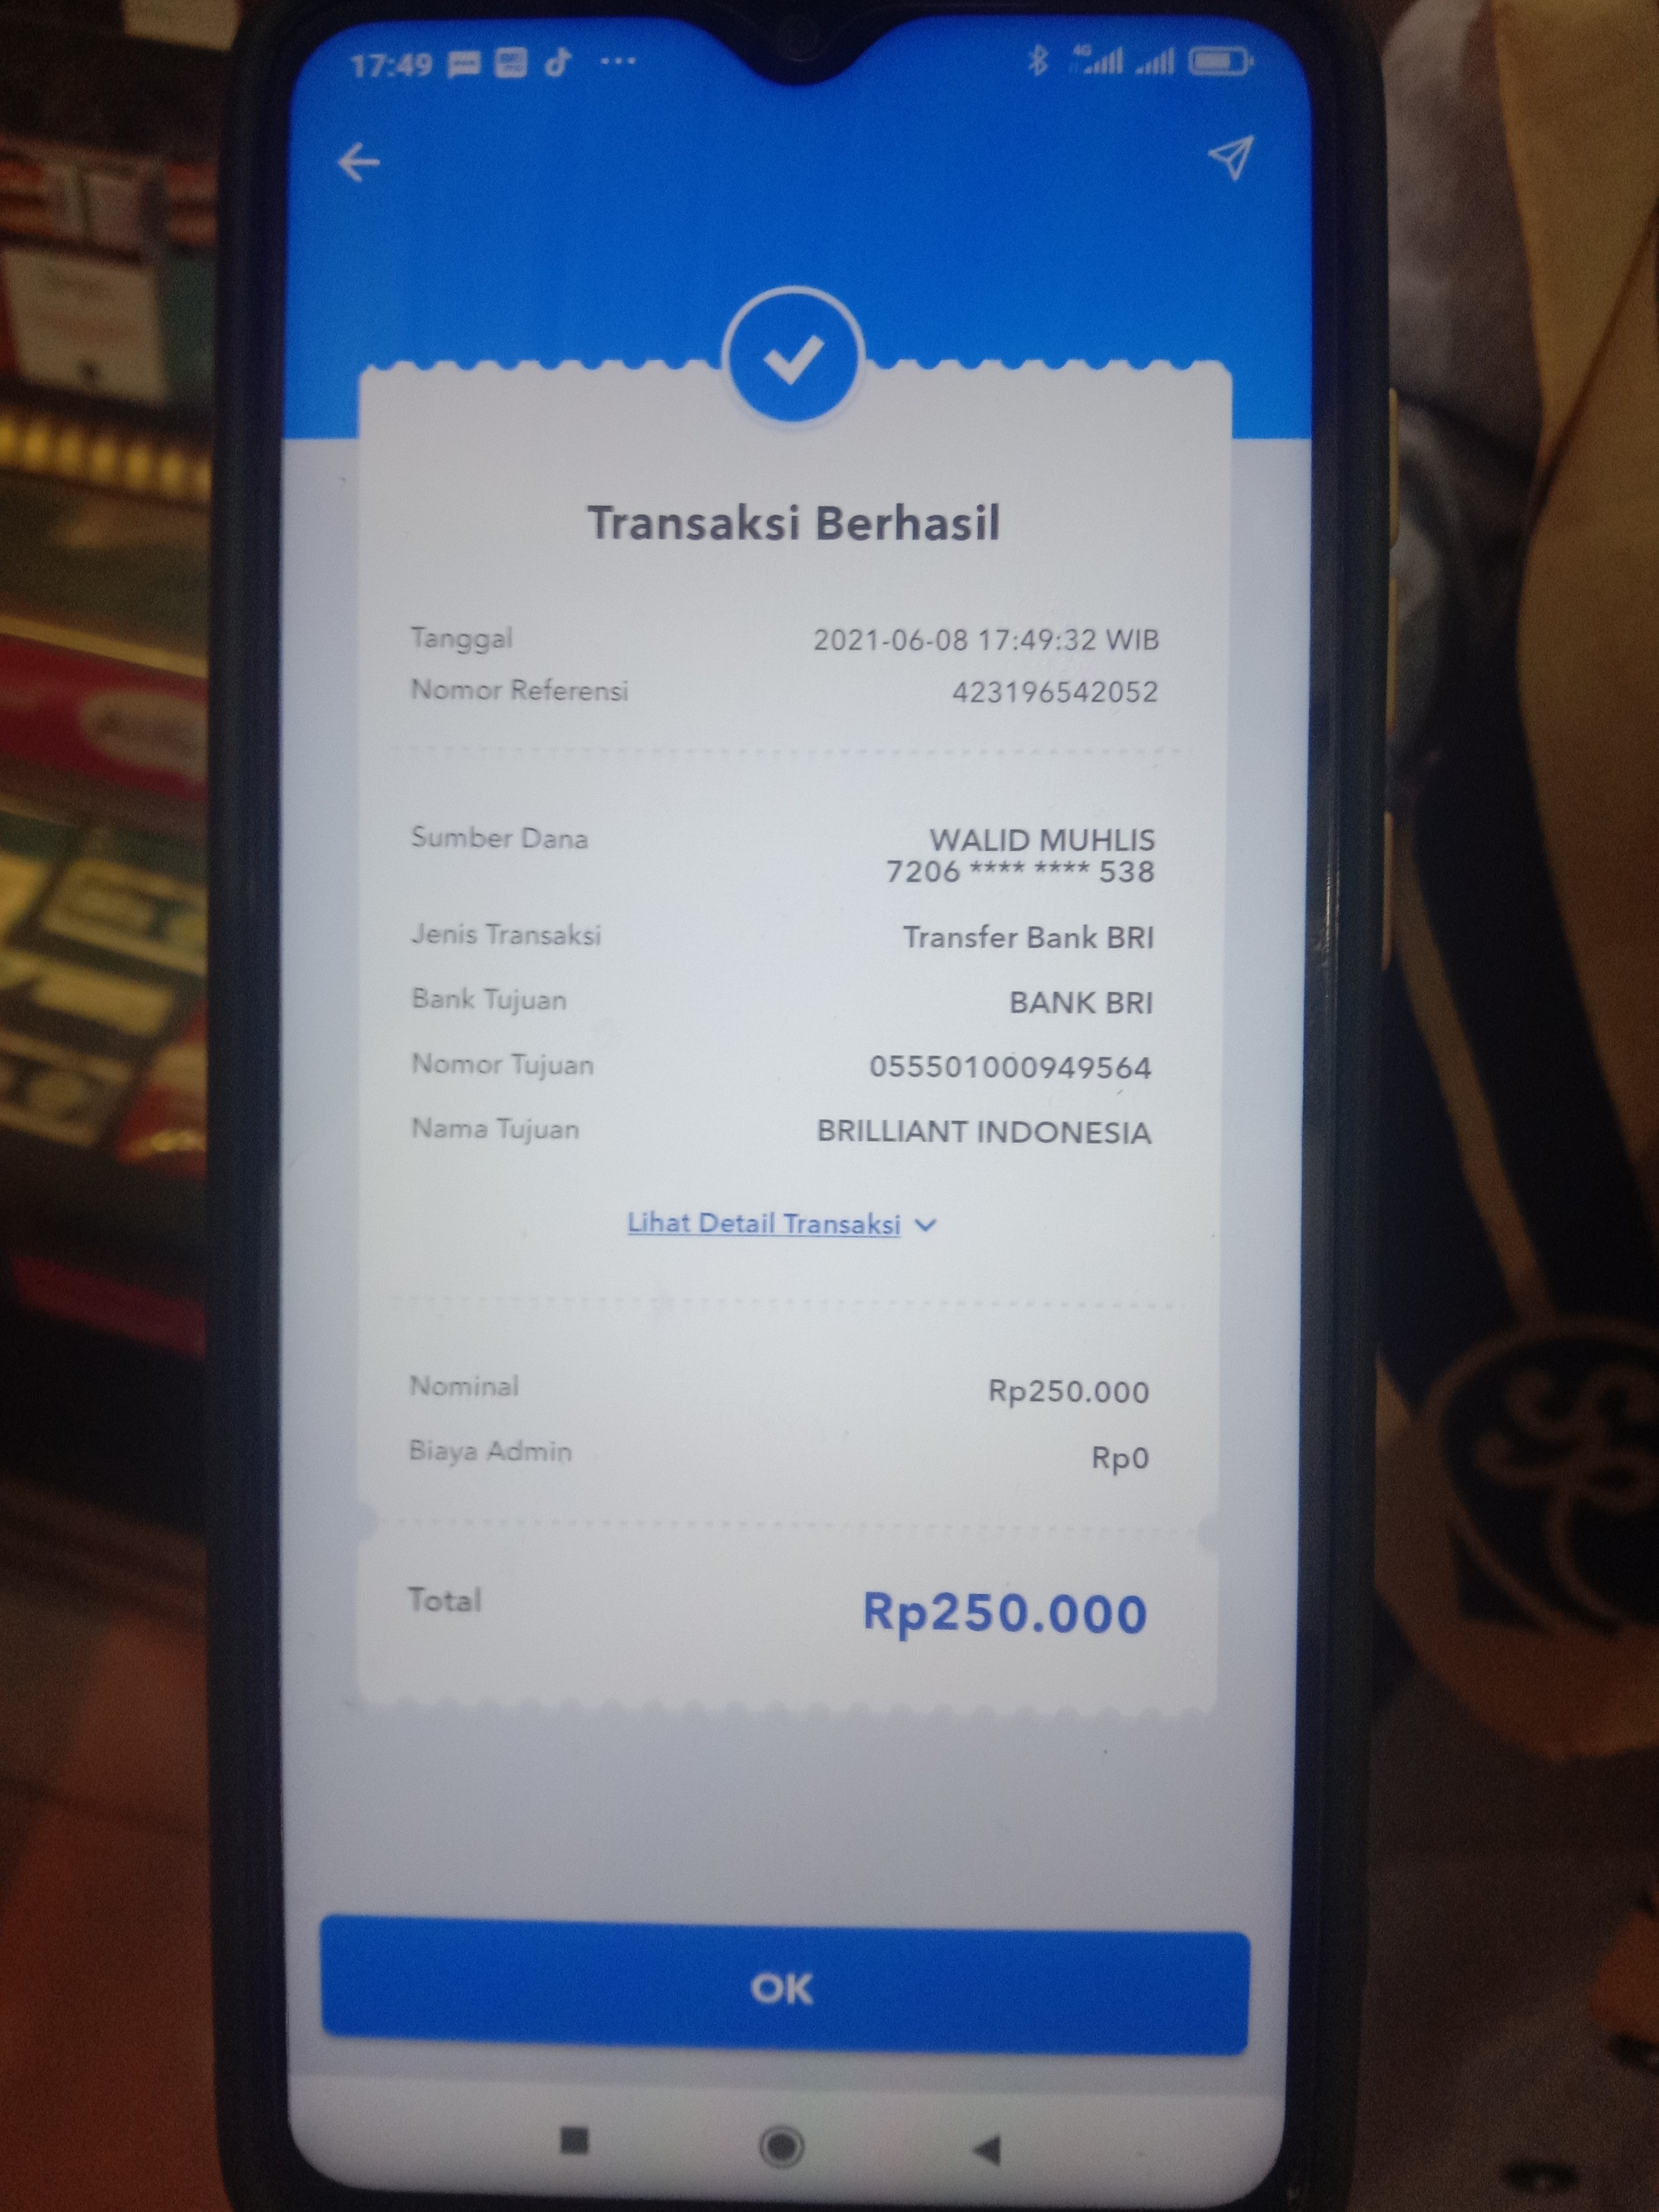 17:49
4G
Transaksi Berhasil
Tanggal 2021-06-08 17:49:32 WIB
Nomor Referensi 423196542052
Sumber Dana WALID MUHLIS
7206 **** **** 538
Jenis Transaksi Transfer Bank BRI
Bank Tujuan BANK BRI
Nomor Tujuan 055501000949564
Nama Tujuan BRILLIANT INDONESIA
Lihat Detail Transaksi
Nominal Rp250.000
Biaya Admin Rp0
Total Rp250.000
OK